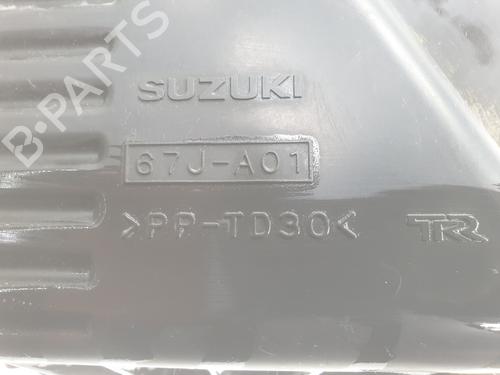 SUZUKI
67J-A01
>PP-TD30<
TR
B-PARTS